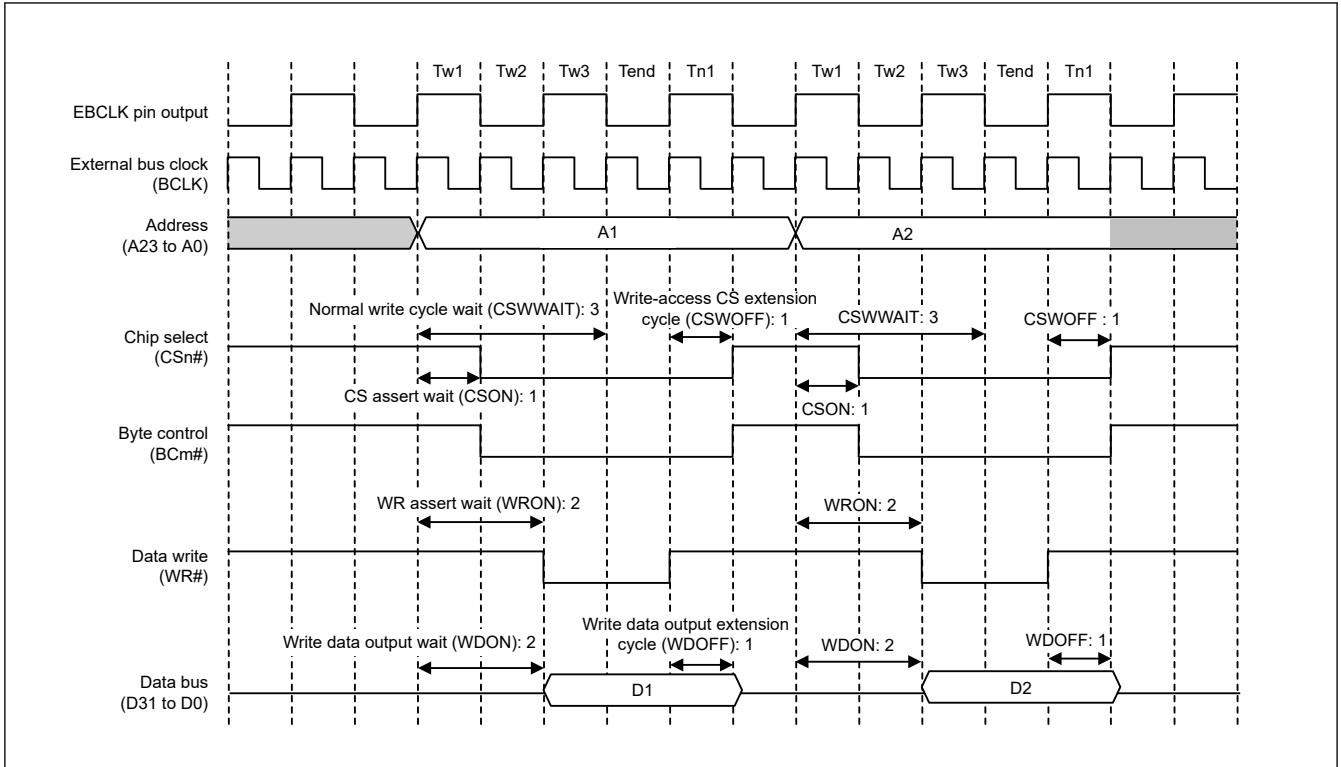 Tw1 Tw2 Tw3 Tend Tn1 Tw1 Tw2 Tw3 Tend Tn1
EBCLK pin output
External bus clock
(BCLK)
Address
(A23 to A0)
A1 A2
Normal write cycle wait (CSWWAIT): 3
Write-access CS extension
cycle (CSWOFF): 1
CSWWAIT: 3
CSWOFF : 1
Chip select
(CSn#)
CS assert wait (CSON): 1
CSON: 1
Byte control
(BCm#)
WR assert wait (WRON): 2
WRON: 2
Data write
(WR#)
Write data output wait (WDON): 2
Write data output extension
cycle (WDOFF): 1
WDON: 2
WDOFF: 1
Data bus
(D31 to D0)
D1 D2